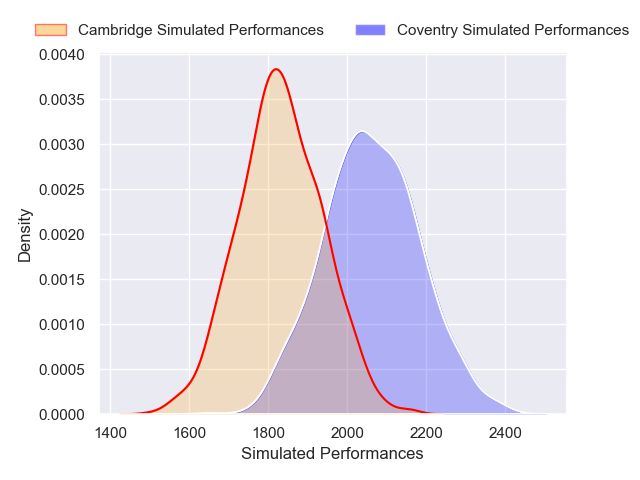 Cambridge Simulated Performances Coventry Simulated Performances
0.0040
0.0035
0.0030
0.0025
0.0020
0.0015
0.0010
0.0005
0.0000
Density
1400 1600 1800 2000 2200 2400
Simulated Performances